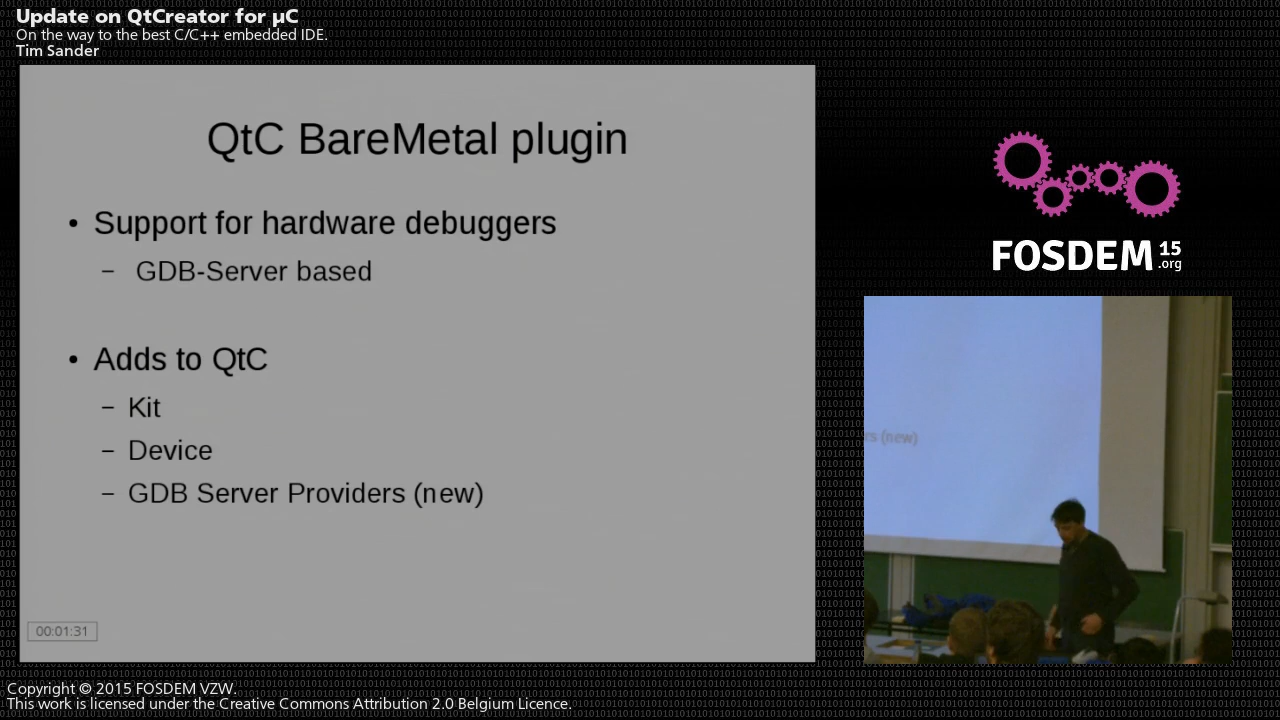 Update on QtCreator for µC
On the way to the best C/C++ embedded IDE.
Tim Sander
QtC BareMetal plugin
• Support for hardware debuggers
– GDB-Server based
• Adds to QtC
– Kit
– Device
– GDB Server Providers (new)
00:01:31
FOSDEM 15
.org
rs (new)
Copyright © 2015 FOSDEM VZW.
This work is licensed under the Creative Commons Attribution 2.0 Belgium Licence.